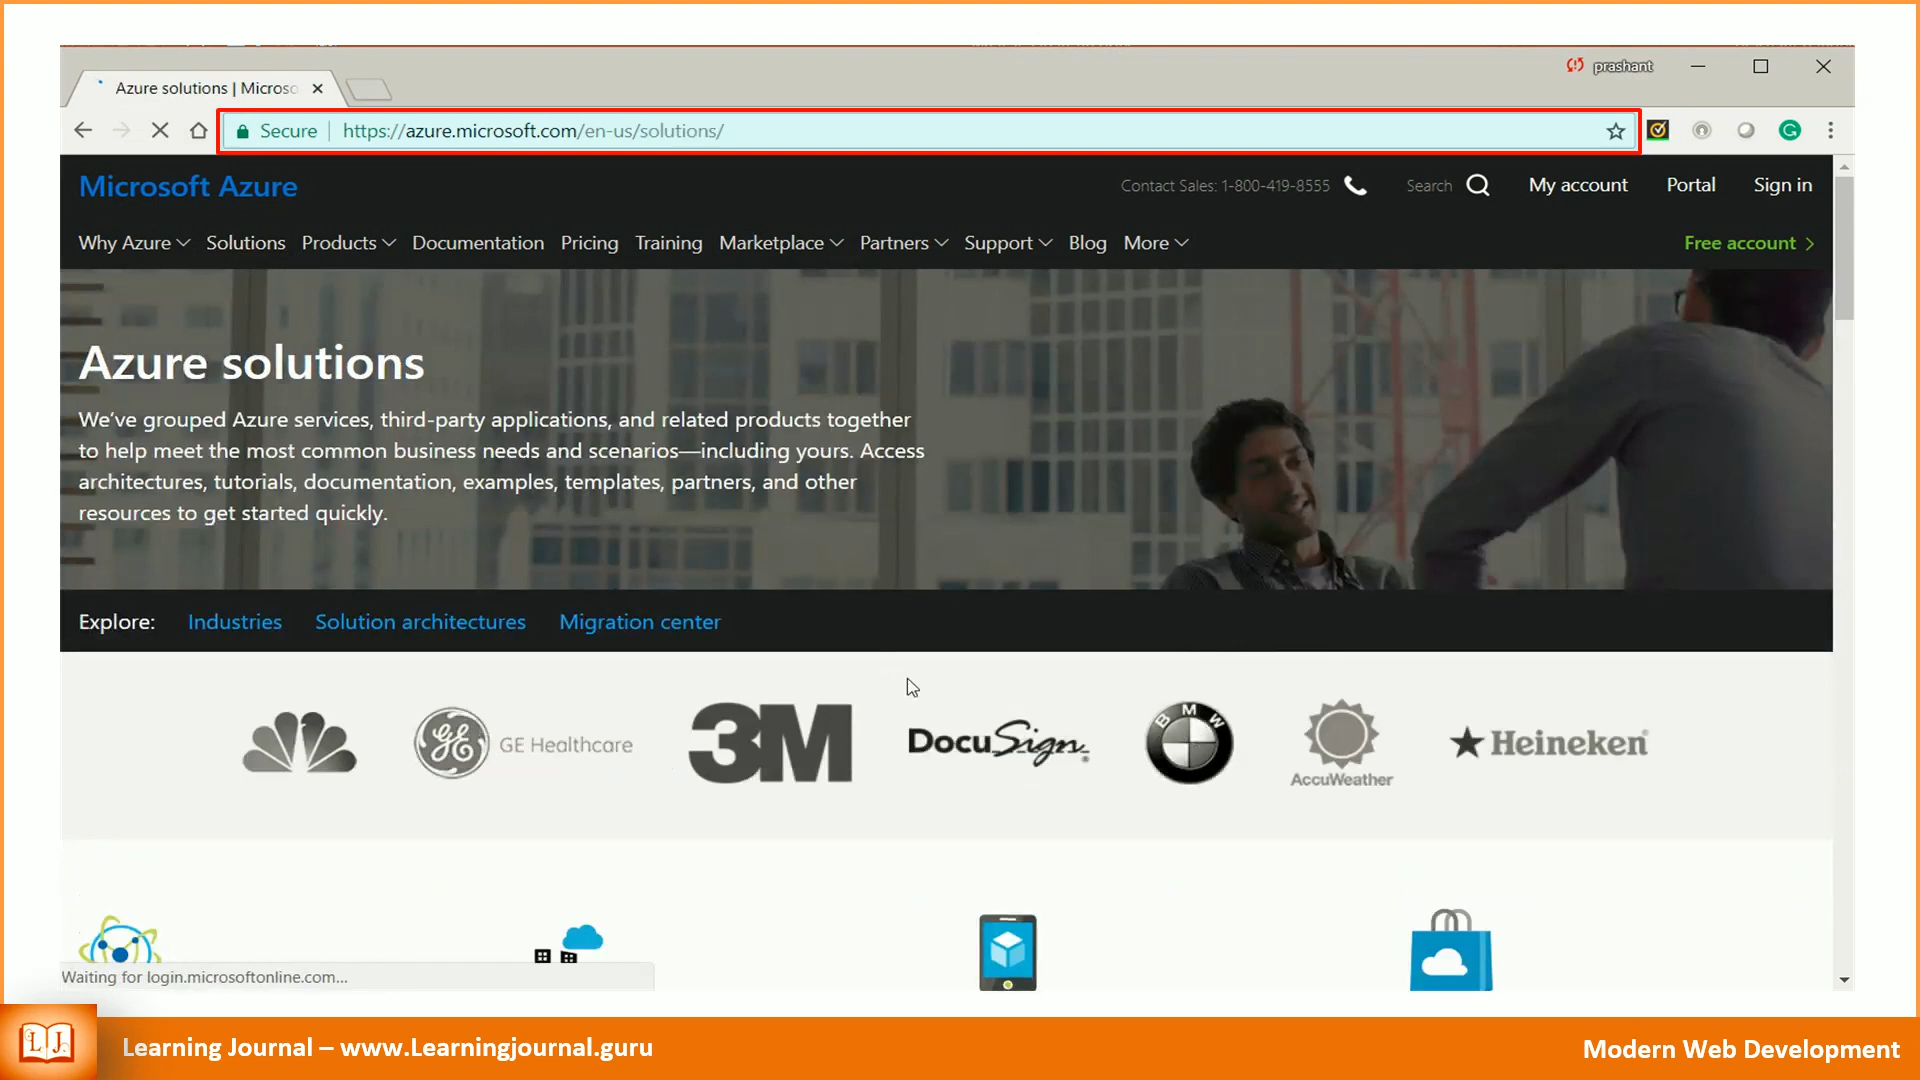 prashant
Azure solutions | Microso
Secure
https://azure.microsoft.com/en-us/solutions/
Microsoft Azure
Contact Sales: 1-800-419-8555
Search
My account
Portal
Sign in
Why Azure
Solutions
Products
Documentation
Pricing
Training
Marketplace
Partners
Support
Blog
More
Free account
Azure solutions
We've grouped Azure services, third-party applications, and related products together
to help meet the most common business needs and scenarios—including yours. Access
architectures, tutorials, documentation, examples, templates, partners, and other
resources to get started quickly.
Explore:
Industries
Solution architectures
Migration center
GE
GE Healthcare
3M
DocuSign
BMW
AccuWeather
Heineken
Waiting for login.microsoftonline.com...
LJ
Learning Journal – www.Learningjournal.guru
Modern Web Development